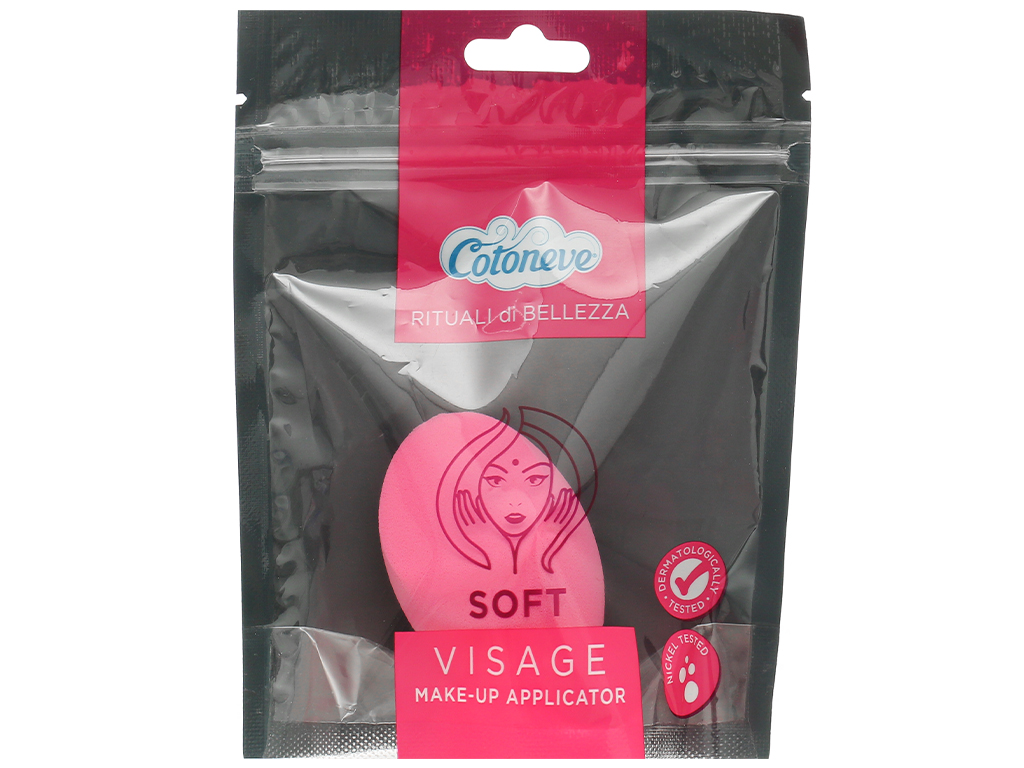 Cotoneve
RITUALI di BELLEZZA
SOFT
VISAGE
MAKE-UP APPLICATOR
DERMATOLOGICALLY
• TESTED •
NICKEL TESTED